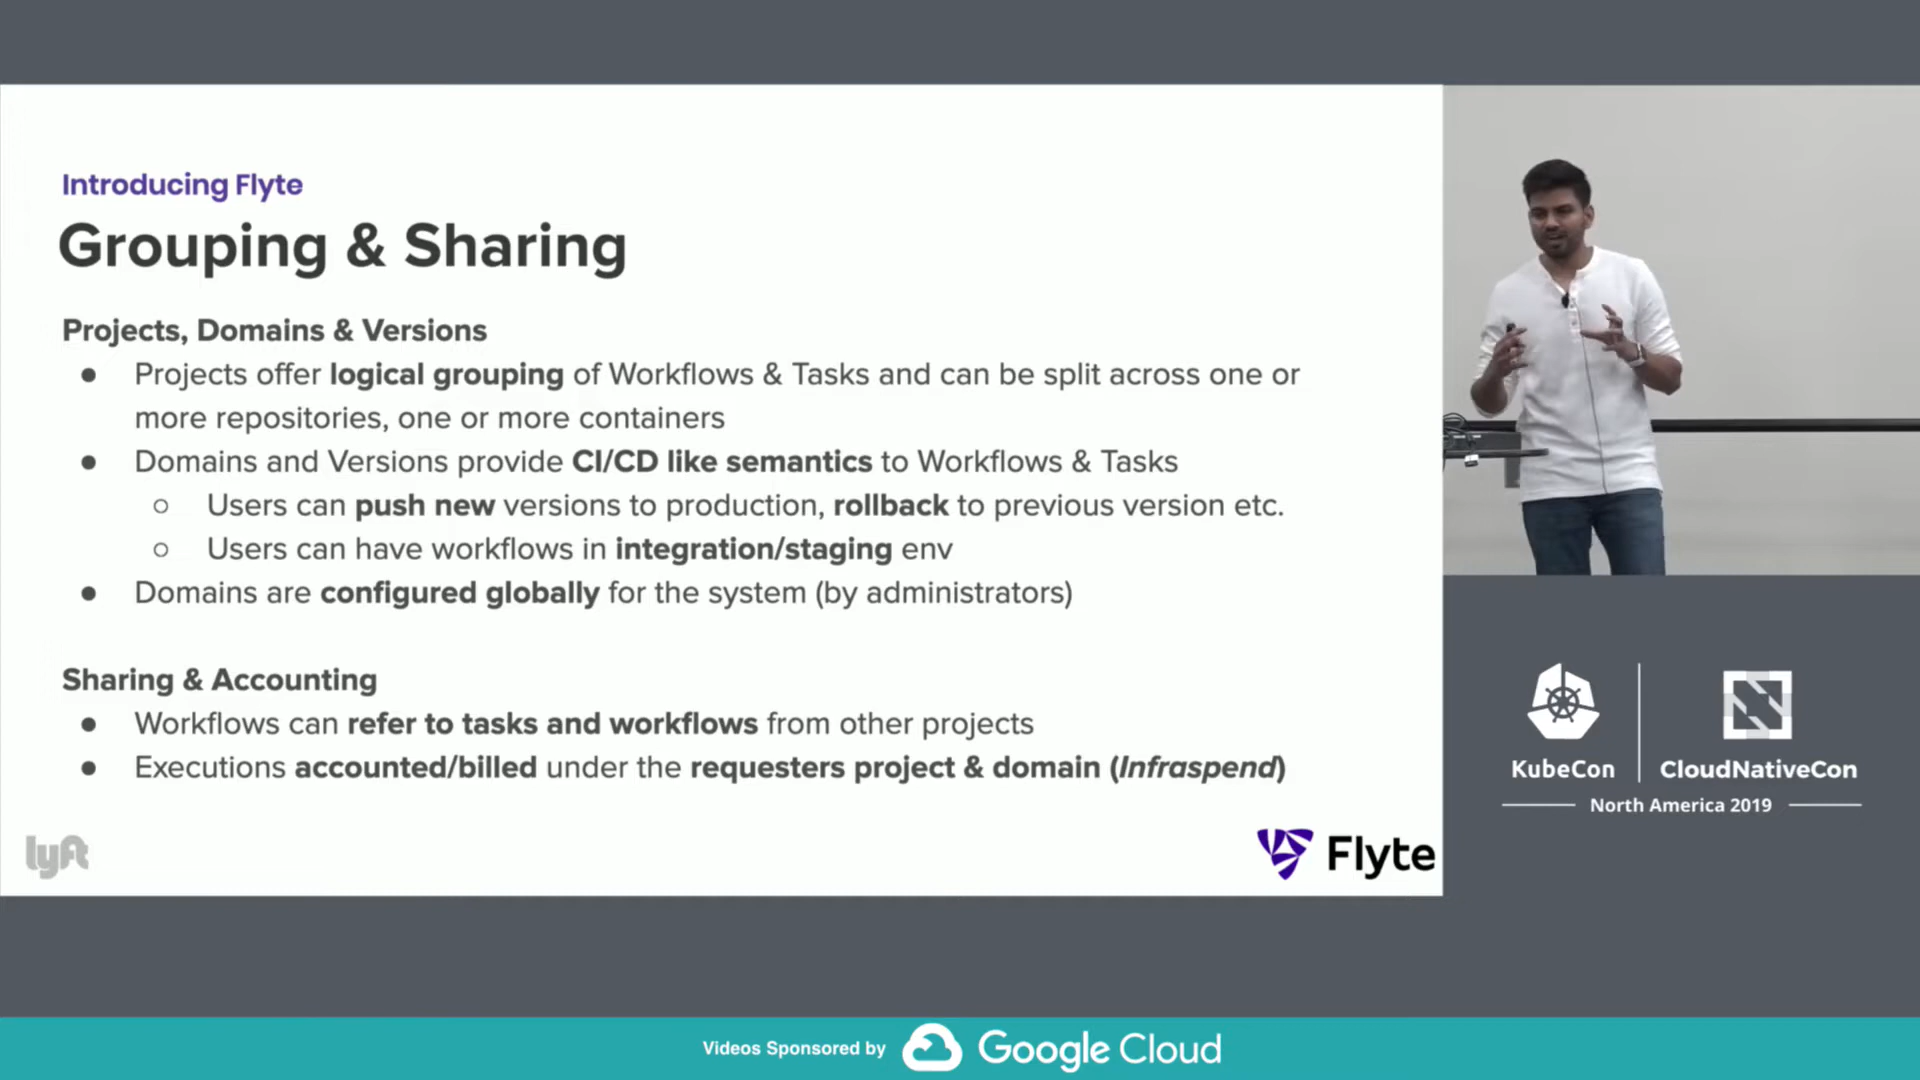 Introducing Flyte
Grouping & Sharing
Projects, Domains & Versions
● Projects offer logical grouping of Workflows & Tasks and can be split across one or
more repositories, one or more containers
● Domains and Versions provide CI/CD like semantics to Workflows & Tasks
○ Users can push new versions to production, rollback to previous version etc.
○ Users can have workflows in integration/staging env
● Domains are configured globally for the system (by administrators)
Sharing & Accounting
● Workflows can refer to tasks and workflows from other projects
● Executions accounted/billed under the requesters project & domain (Infraspend)
lyft
Flyte
KubeCon
CloudNativeCon
North America 2019
Videos Sponsored by
Google Cloud